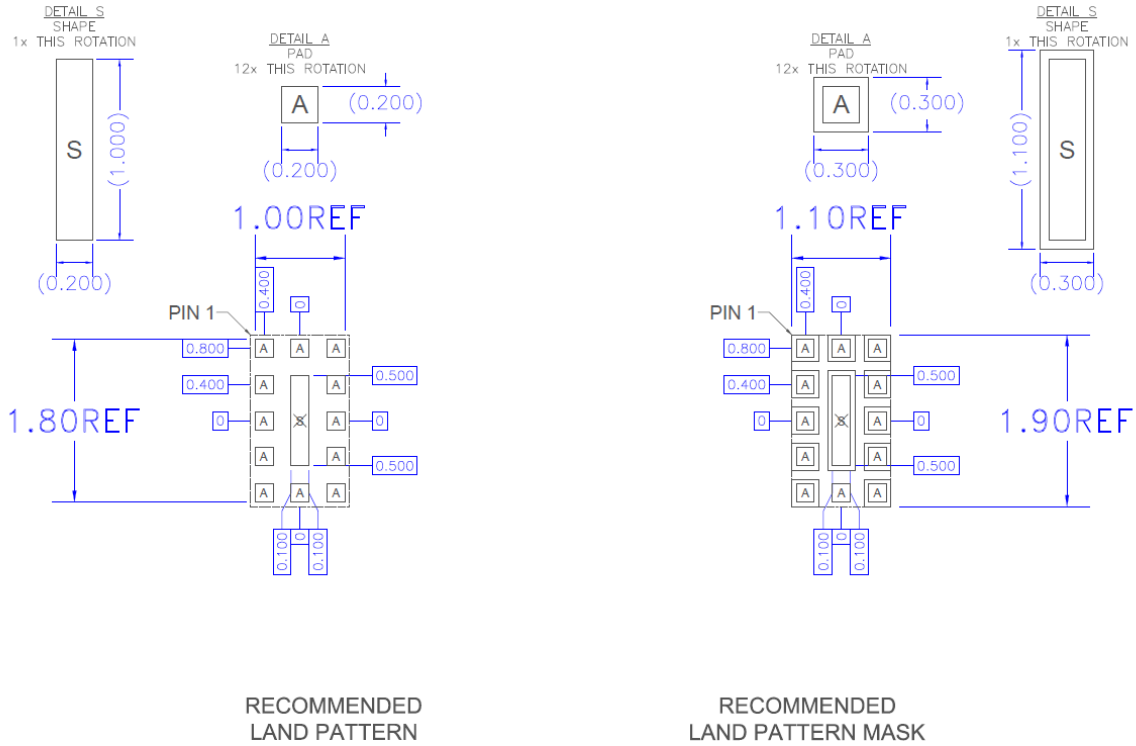 DETAIL S
SHAPE
1x THIS ROTATION
S
(1.000)
(0.200)
DETAIL A
PAD
12x THIS ROTATION
A
(0.200)
(0.200)
1.00REF
0.400
0
PIN 1
0.800
A A A
0.400
A
A
0.500
1.80REF
0
A
S
A
0
A
A
0.500
A A A
0.100
0
0.100
RECOMMENDED
LAND PATTERN
DETAIL A
PAD
12x THIS ROTATION
A
(0.300)
(0.300)
DETAIL S
SHAPE
1x THIS ROTATION
S
(1.100)
(0.300)
1.10REF
0.400
0
PIN 1
0.800
A A A
0.400
A
A
0.500
0
A
S
A
0
1.90REF
A
A
0.500
A A A
0.100
0
0.100
RECOMMENDED
LAND PATTERN MASK